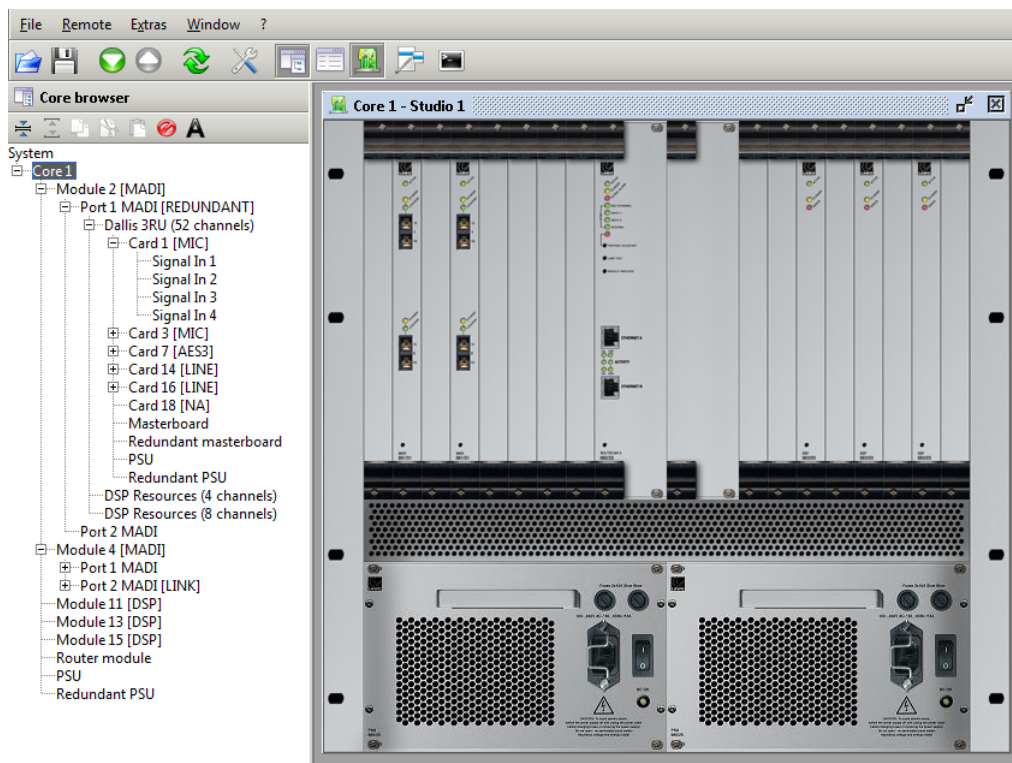 File Remote Extras Window ?
Core browser
A
System
Core 1
Module 2 [MADI]
Port 1 MADI [REDUNDANT]
Dallis 3RU (52 channels)
Card 1 [MIC]
Signal In 1
Signal In 2
Signal In 3
Signal In 4
Card 3 [MIC]
Card 7 [AES3]
Card 14 [LINE]
Card 16 [LINE]
Card 18 [NA]
Masterboard
Redundant masterboard
PSU
Redundant PSU
DSP Resources (4 channels)
DSP Resources (8 channels)
Port 2 MADI
Module 4 [MADI]
Port 1 MADI
Port 2 MADI [LINK]
Module 11 [DSP]
Module 13 [DSP]
Module 15 [DSP]
Router module
PSU
Redundant PSU
Core 1 - Studio 1
ETHERNET A
ACTIVITY
ETHERNET B